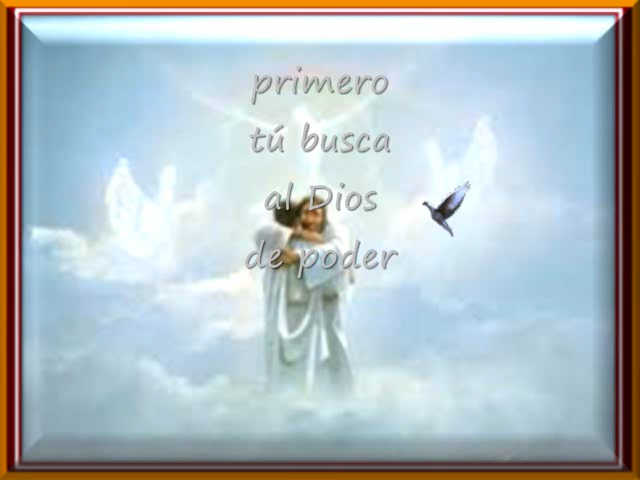 primero
tú busca
al Dios
de poder